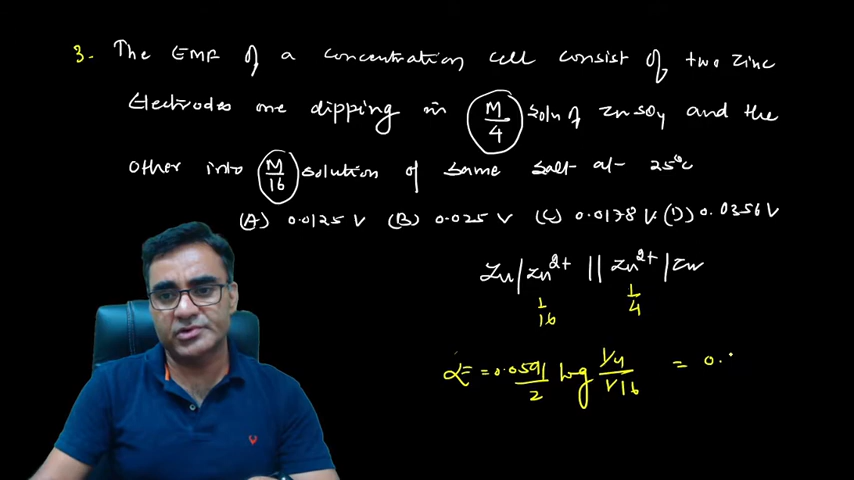 3. The EMF of a concentration cell consist of two zinc
Electrodes one dipping in M/4 soln of ZnSO4 and the
other into M/16 solution of same salt at 25°C
(A) 0.0125 V (B) 0.025 V (C) 0.0178 V (D) 0.0356 V
Zn | Zn2+ || Zn2+ | Zn
1/16 1/4
E = 0.0591/2 log 1/4 / 1/16 = 0.